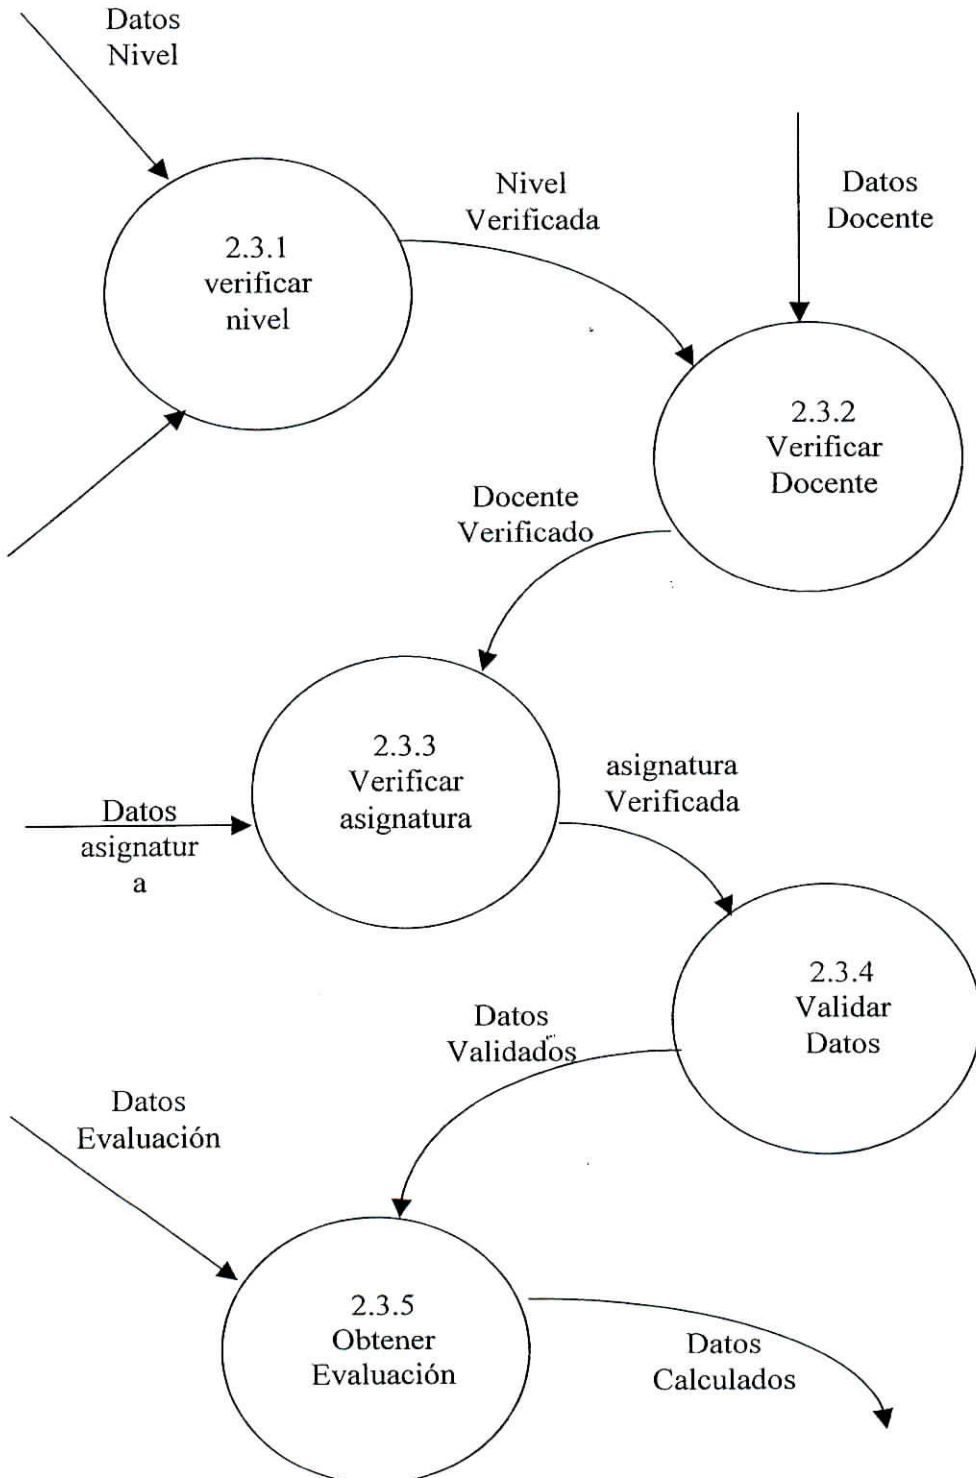 Datos
Nivel
2.3.1
verificar
nivel
Nivel
Verificada
Datos
Docente
2.3.2
Verificar
Docente
Docente
Verificado
2.3.3
Verificar
asignatura
Datos
asignatur
a
asignatura
Verificada
2.3.4
Validar
Datos
Datos
Validados
Datos
Evaluación
2.3.5
Obtener
Evaluación
Datos
Calculados